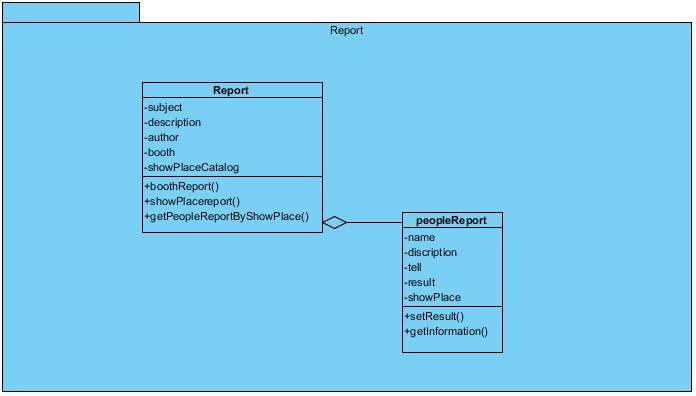 Report
Report
-subject
-description
-author
-booth
-showPlaceCatalog
+boothReport()
+showPlacereport()
+getPeopleReportByShowPlace()
peopleReport
-name
-discription
-tell
-result
-showPlace
+setResult()
+getInformation()